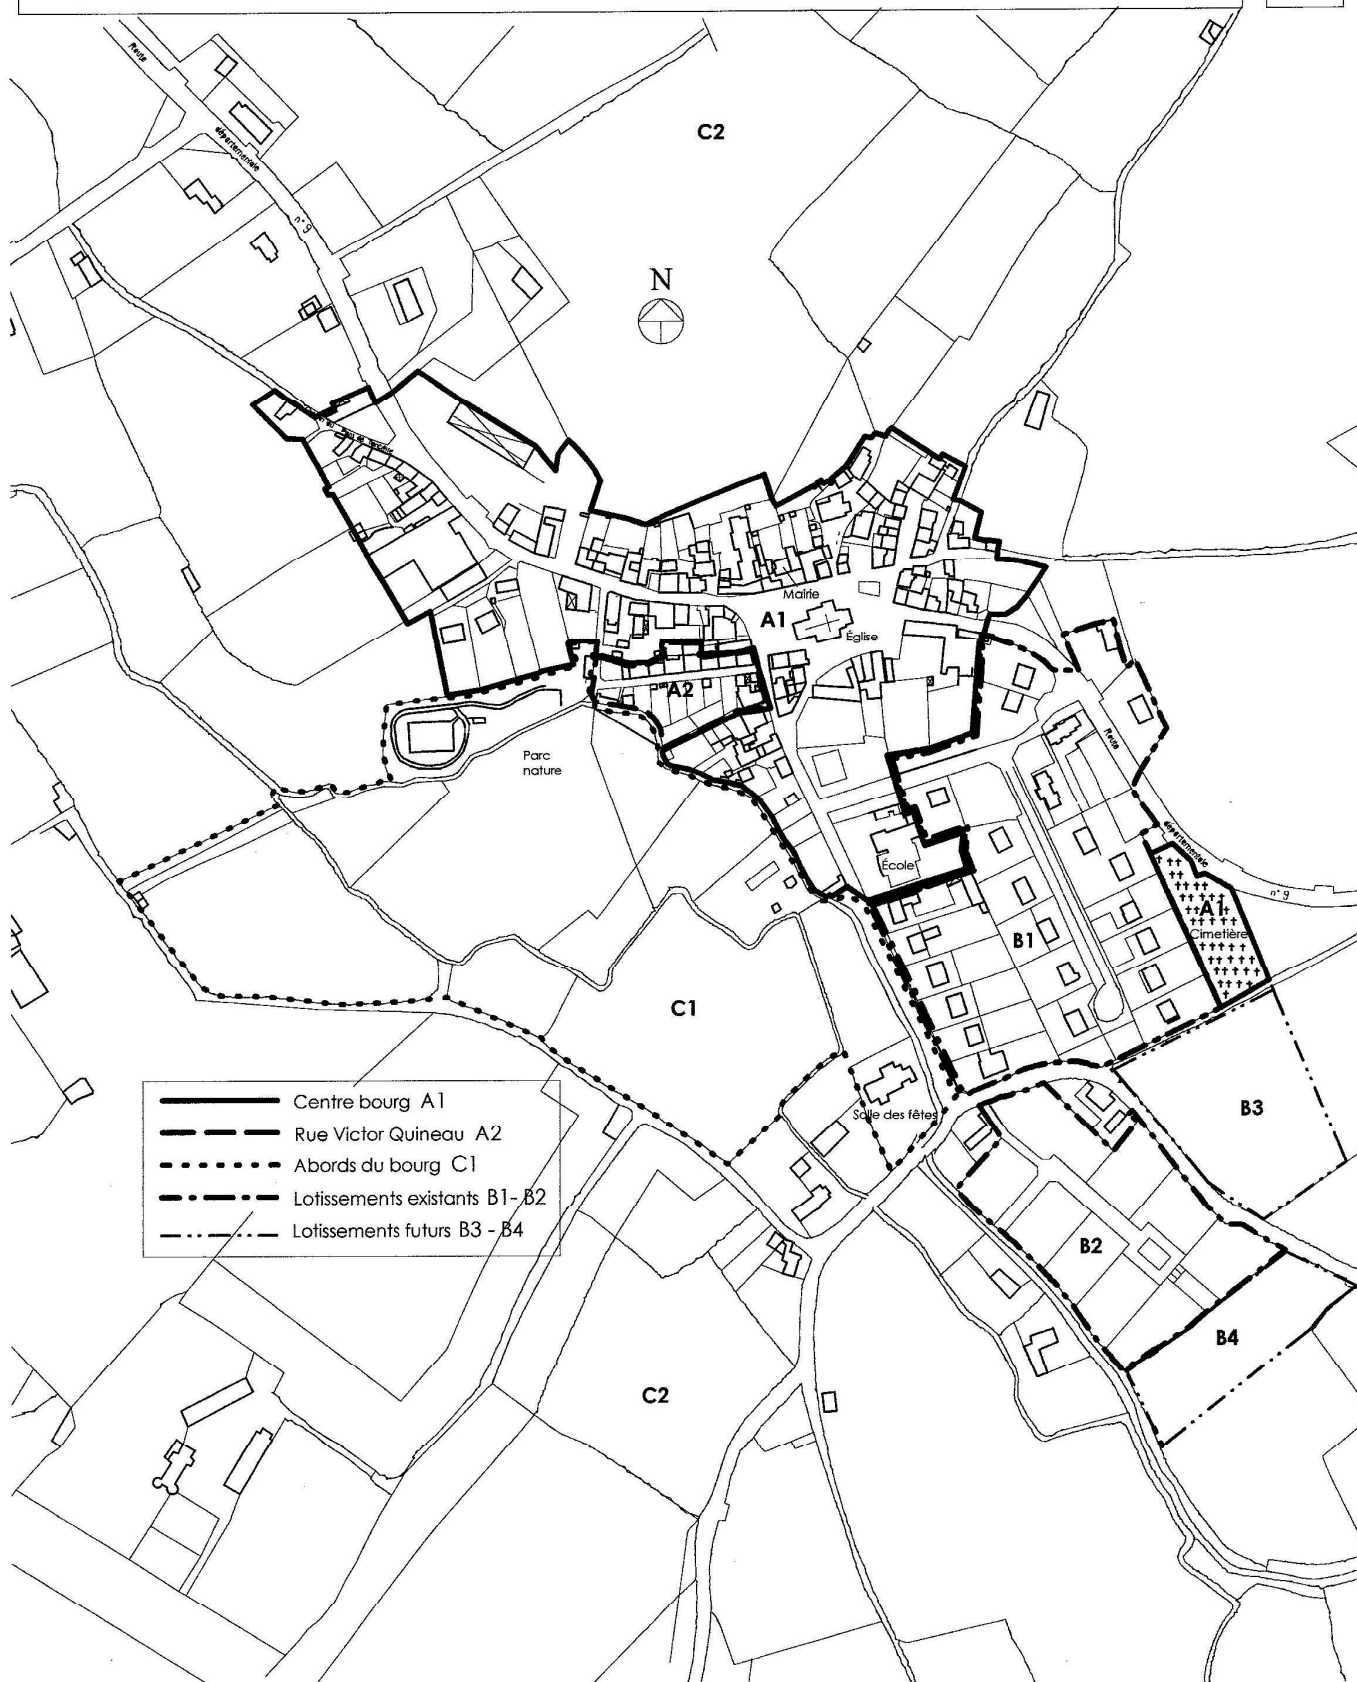 Route
départementale
n° 9
C2
N
Mairie
A1
Église
A2
Parc
nature
Route
départementale
n° 9
École
A1
Cimetière
B1
C1
Salle des fêtes
B3
B2
B4
C2
Centre bourg A1
Rue Victor Quineau A2
Abords du bourg C1
Lotissements existants B1- B2
Lotissements futurs B3 - B4